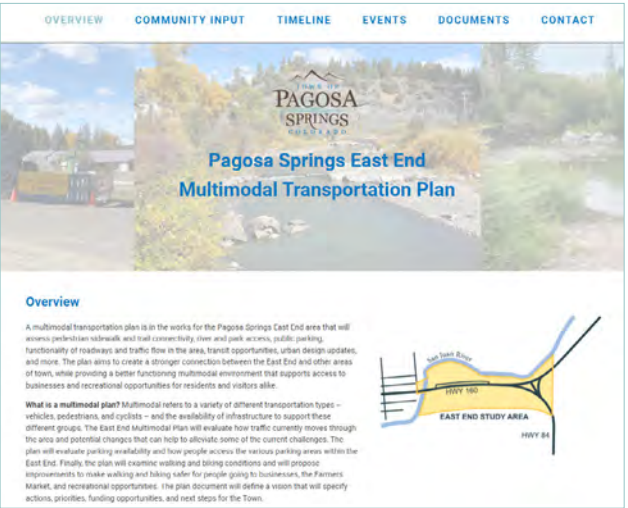 OVERVIEW COMMUNITY INPUT TIMELINE EVENTS DOCUMENTS CONTACT
TOWN OF
PAGOSA
SPRINGS
COLORADO
Pagosa Springs East End
Multimodal Transportation Plan
Overview
A multimodal transportation plan is in the works for the Pagosa Springs East End area that will
assess pedestrian sidewalk and trail connectivity, river and park access, public parking,
functionality of roadways and traffic flow in the area, transit opportunities, urban design updates,
and more. The plan aims to create a stronger connection between the East End and other areas
of town, while providing a better functioning multimodal environment that supports access to
businesses and recreational opportunities for residents and visitors alike.
What is a multimodal plan? Multimodal refers to a variety of different transportation types –
vehicles, pedestrians, and cyclists – and the availability of infrastructure to support these
different groups. The East End Multimodal Plan will evaluate how traffic currently moves through
the area and potential changes that can help to alleviate some of the current challenges. The
plan will evaluate parking availability and how people access the various parking areas within the
East End. Finally, the plan will examine walking and biking conditions and will propose
improvements to make walking and biking safer for people going to businesses, the Farmers
Market, and recreational opportunities. The plan document will define a vision that will specify
actions, priorities, funding opportunities, and next steps for the Town.
San Juan River
HWY 160
EAST END STUDY AREA
HWY 84